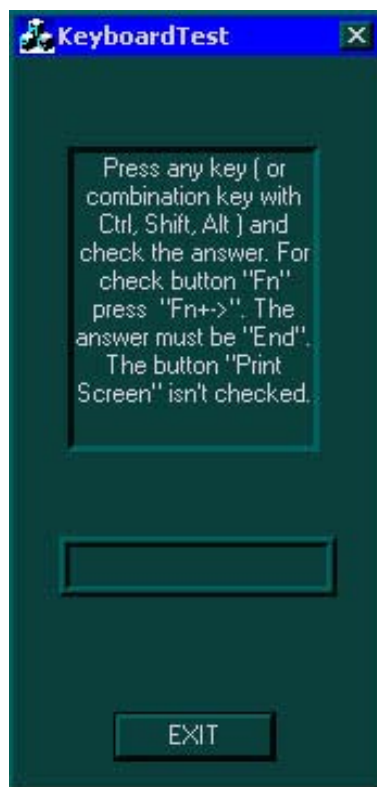 KeyboardTest
Press any key ( or
combination key with
Ctrl, Shift, Alt ) and
check the answer. For
check button "Fn"
press "Fn+->". The
answer must be "End".
The button "Print
Screen" isn't checked.
EXIT